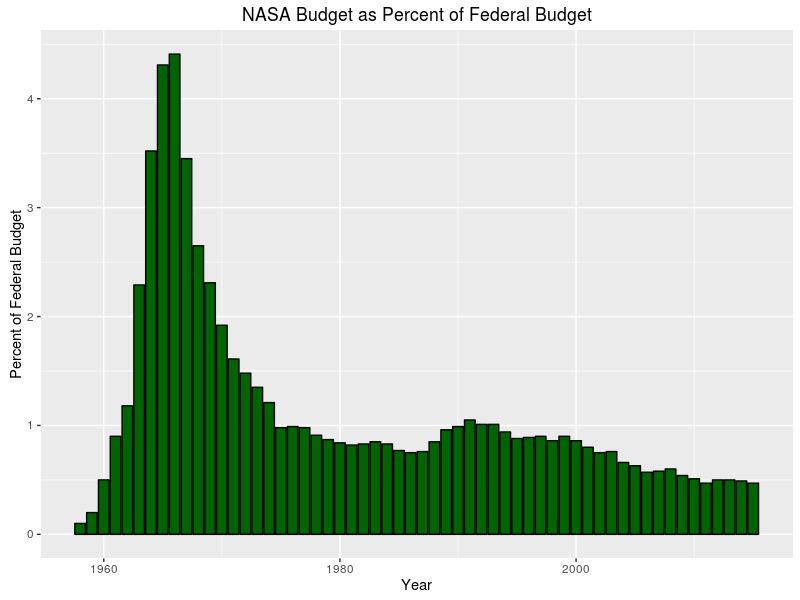 NASA Budget as Percent of Federal Budget
Percent of Federal Budget
4
3
2
1
0
1960 1980 2000
Year